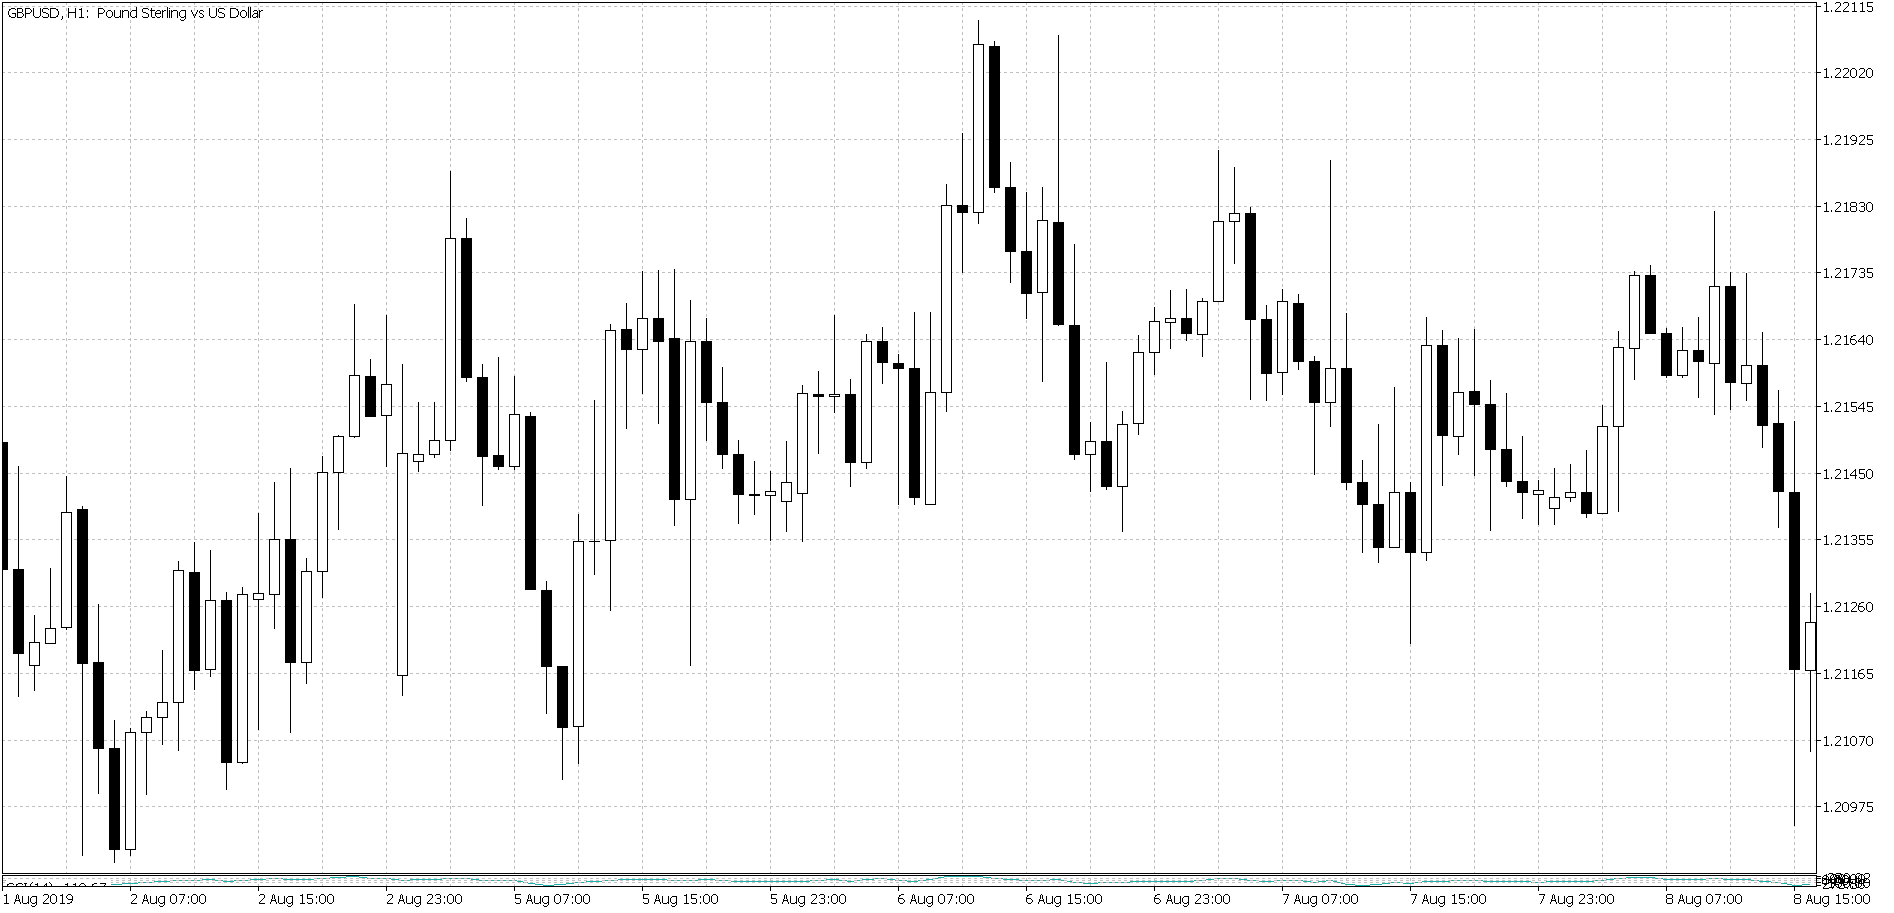 GBPUSD, H1: Pound Sterling vs US Dollar
1.22115
1.22020
1.21925
1.21830
1.21735
1.21640
1.21545
1.21450
1.21355
1.21260
1.21165
1.21070
1.20975
1 Aug 2019
2 Aug 07:00
2 Aug 15:00
2 Aug 23:00
5 Aug 07:00
5 Aug 15:00
5 Aug 23:00
6 Aug 07:00
6 Aug 15:00
6 Aug 23:00
7 Aug 07:00
7 Aug 15:00
7 Aug 23:00
8 Aug 07:00
8 Aug 15:00